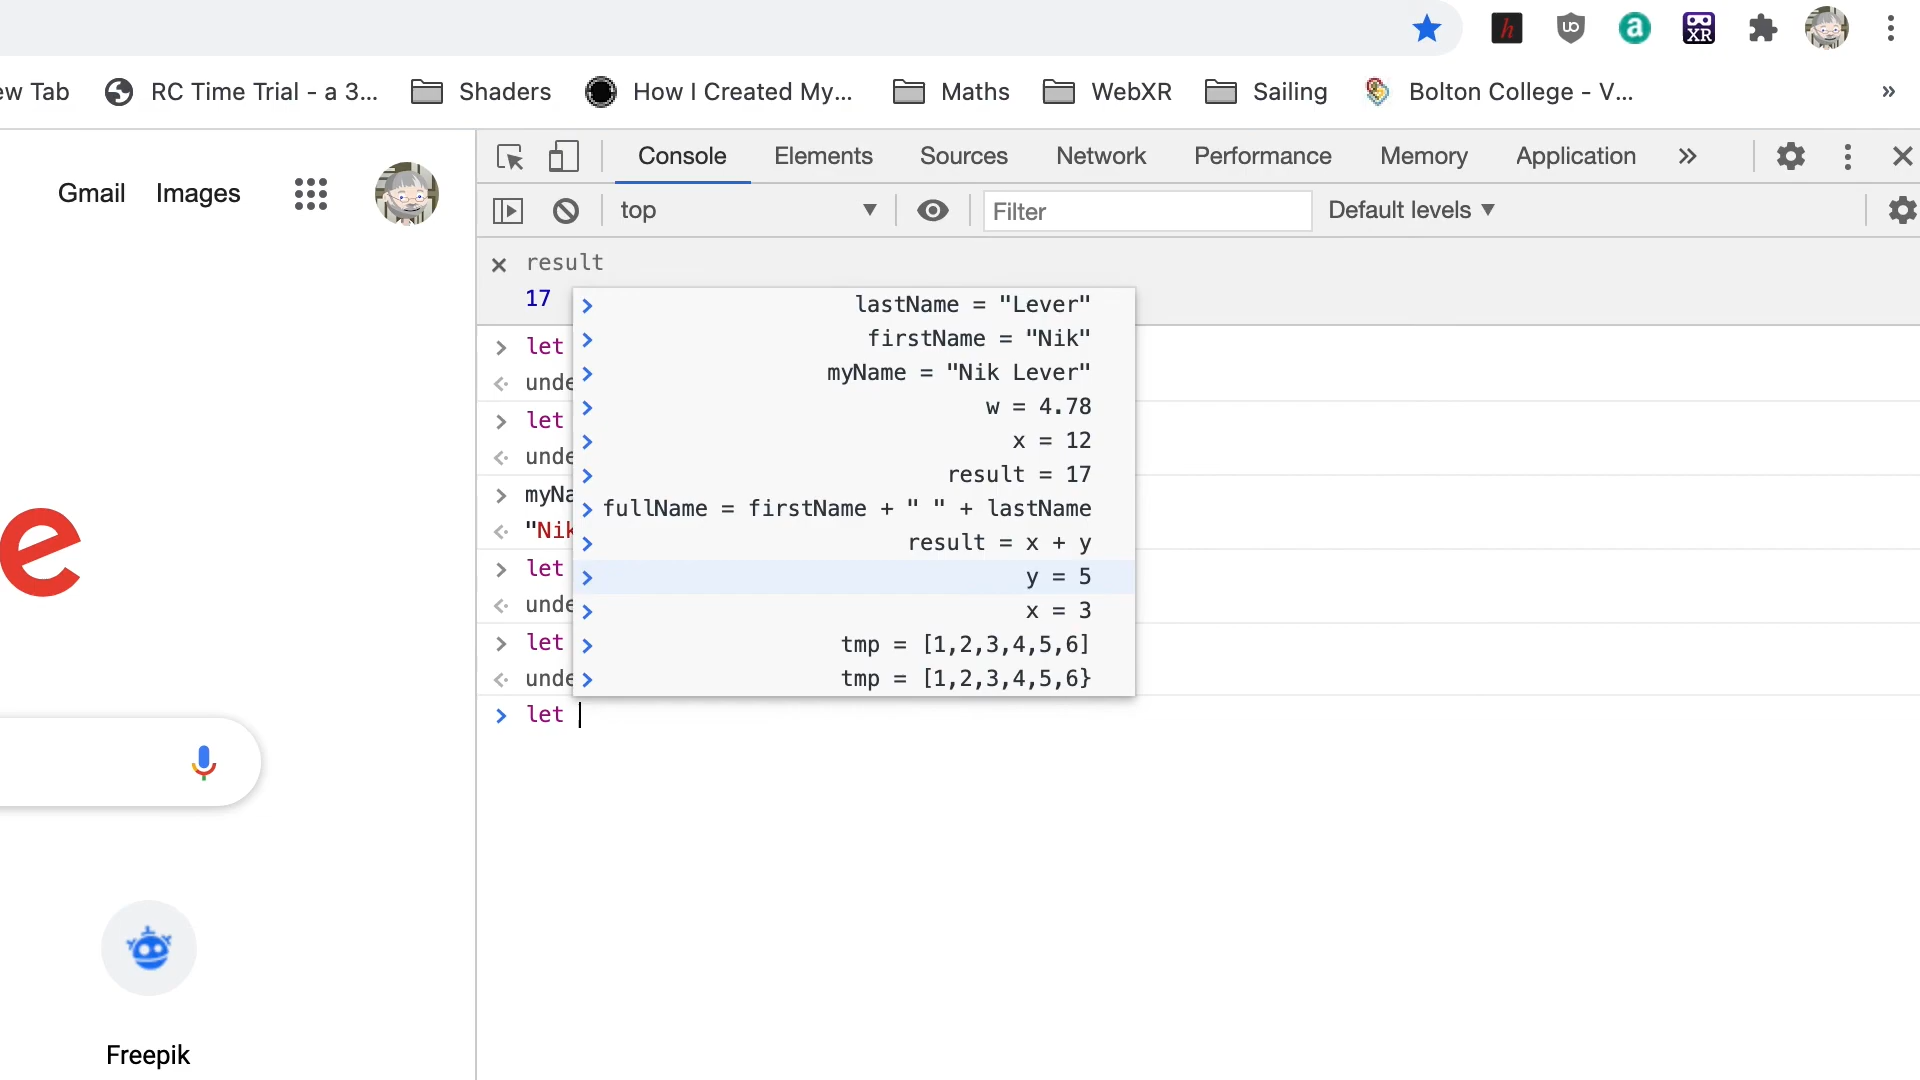 ew Tab
RC Time Trial - a 3...
Shaders
How I Created My...
Maths
WebXR
Sailing
Bolton College - V...
»
Gmail
Images
Console
Elements
Sources
Network
Performance
Memory
Application
»
top
Filter
Default levels
result
17
lastName = "Lever"
firstName = "Nik"
myName = "Nik Lever"
w = 4.78
x = 12
result = 17
fullName = firstName + " " + lastName
result = x + y
y = 5
x = 3
tmp = [1,2,3,4,5,6]
tmp = [1,2,3,4,5,6}
let
unde
let
unde
myNa
"Nik
let
unde
let
unde
let
e
Freepik
h
a
XR